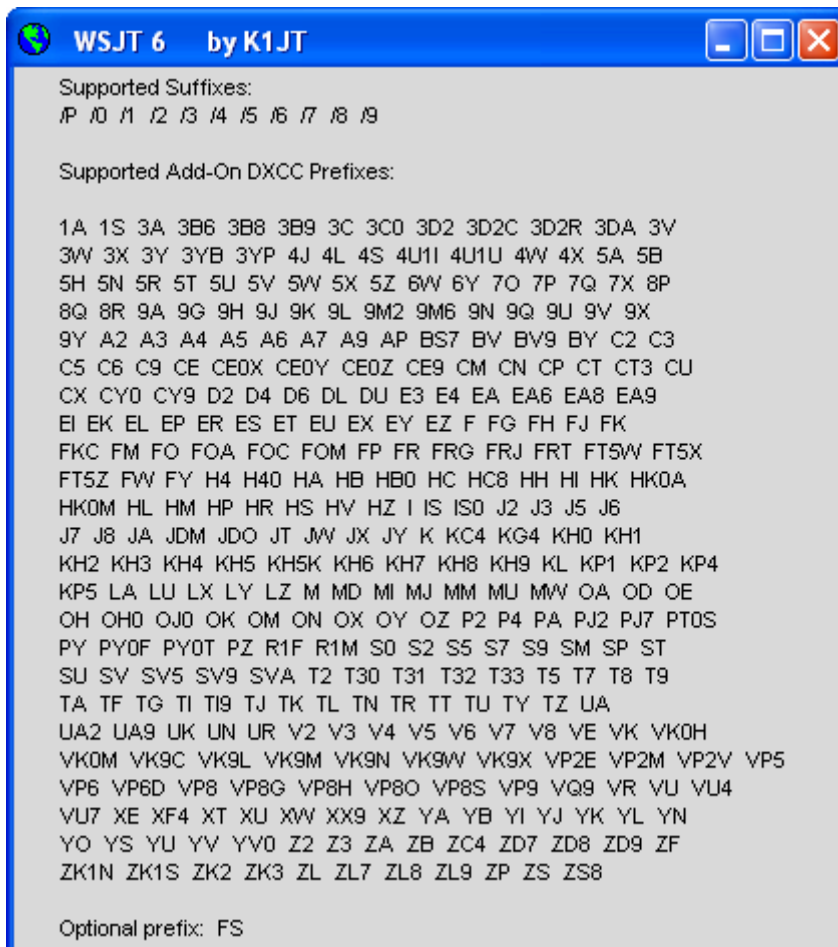 WSJT 6 by K1JT
Supported Suffixes:
/P /0 /1 /2 /3 /4 /5 /6 /7 /8 /9
Supported Add-On DXCC Prefixes:
1A 1S 3A 3B6 3B8 3B9 3C 3C0 3D2 3D2C 3D2R 3DA 3V
3W 3X 3Y 3YB 3YP 4J 4L 4S 4U1I 4U1U 4W 4X 5A 5B
5H 5N 5R 5T 5U 5V 5W 5X 5Z 6W 6Y 7O 7P 7Q 7X 8P
8Q 8R 9A 9G 9H 9J 9K 9L 9M2 9M6 9N 9Q 9U 9V 9X
9Y A2 A3 A4 A5 A6 A7 A9 AP BS7 BV BV9 BY C2 C3
C5 C6 C9 CE CE0X CE0Y CE0Z CE9 CM CN CP CT CT3 CU
CX CY0 CY9 D2 D4 D6 DL DU E3 E4 EA EA6 EA8 EA9
EI EK EL EP ER ES ET EU EX EY EZ F FG FH FJ FK
FKC FM FO FOA FOC FOM FP FR FRG FRJ FRT FT5W FT5X
FT5Z FW FY H4 H40 HA HB HB0 HC HC8 HH HI HK HK0A
HK0M HL HM HP HR HS HV HZ I IS IS0 J2 J3 J5 J6
J7 J8 JA JDM JDO JT JW JX JY K KC4 KG4 KH0 KH1
KH2 KH3 KH4 KH5 KH5K KH6 KH7 KH8 KH9 KL KP1 KP2 KP4
KP5 LA LU LX LY LZ M MD MI MJ MM MU MW OA OD OE
OH OH0 OJ0 OK OM ON OX OY OZ P2 P4 PA PJ2 PJ7 PT0S
PY PY0F PY0T PZ R1F R1M S0 S2 S5 S7 S9 SM SP ST
SU SV SV5 SV9 SVA T2 T30 T31 T32 T33 T5 T7 T8 T9
TA TF TG TI TI9 TJ TK TL TN TR TT TU TY TZ UA
UA2 UA9 UK UN UR V2 V3 V4 V5 V6 V7 V8 VE VK VK0H
VK0M VK9C VK9L VK9M VK9N VK9W VK9X VP2E VP2M VP2V VP5
VP6 VP6D VP8 VP8G VP8H VP8O VP8S VP9 VQ9 VR VU VU4
VU7 XE XF4 XT XU XW XX9 XZ YA YB YI YJ YK YL YN
YO YS YU YV YV0 Z2 Z3 ZA ZB ZC4 ZD7 ZD8 ZD9 ZF
ZK1N ZK1S ZK2 ZK3 ZL ZL7 ZL8 ZL9 ZP ZS ZS8
Optional prefix: FS